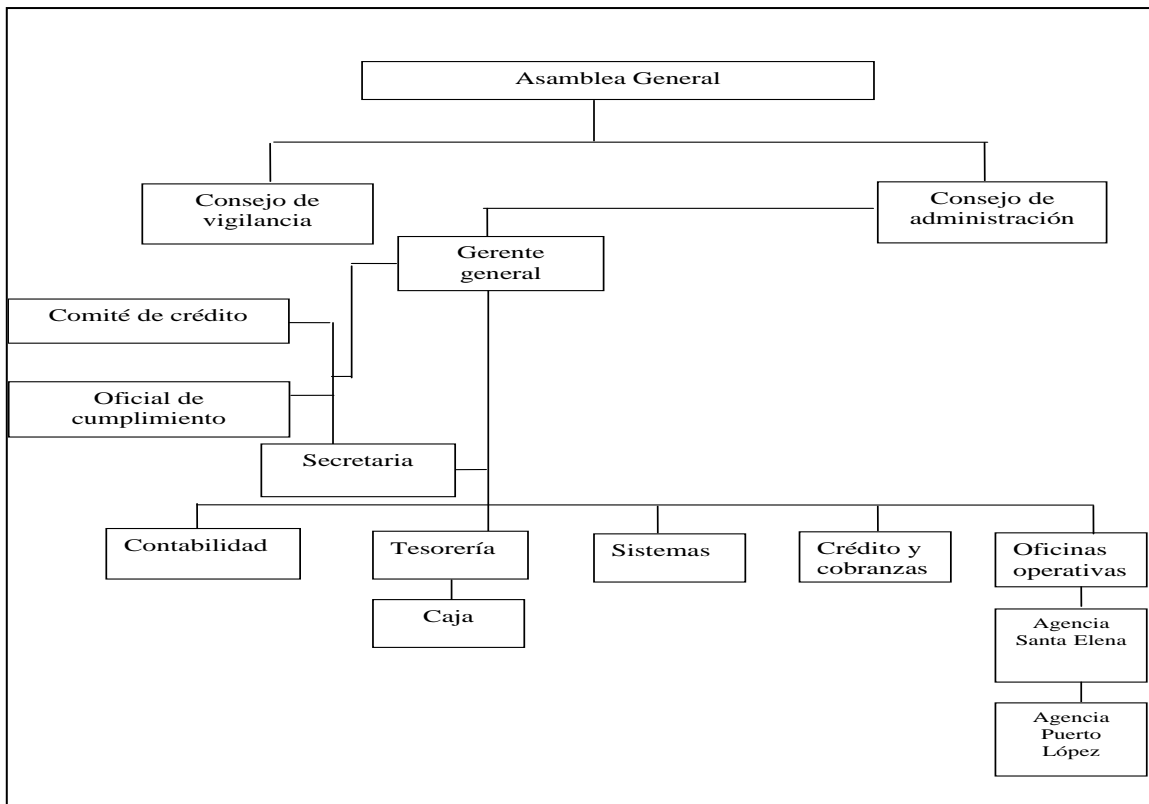 Asamblea General
Consejo de
vigilancia
Consejo de
administración
Gerente
general
Comité de crédito
Oficial de
cumplimiento
Secretaria
Contabilidad
Tesorería
Sistemas
Crédito y
cobranzas
Oficinas
operativas
Caja
Agencia
Santa Elena
Agencia
Puerto
López